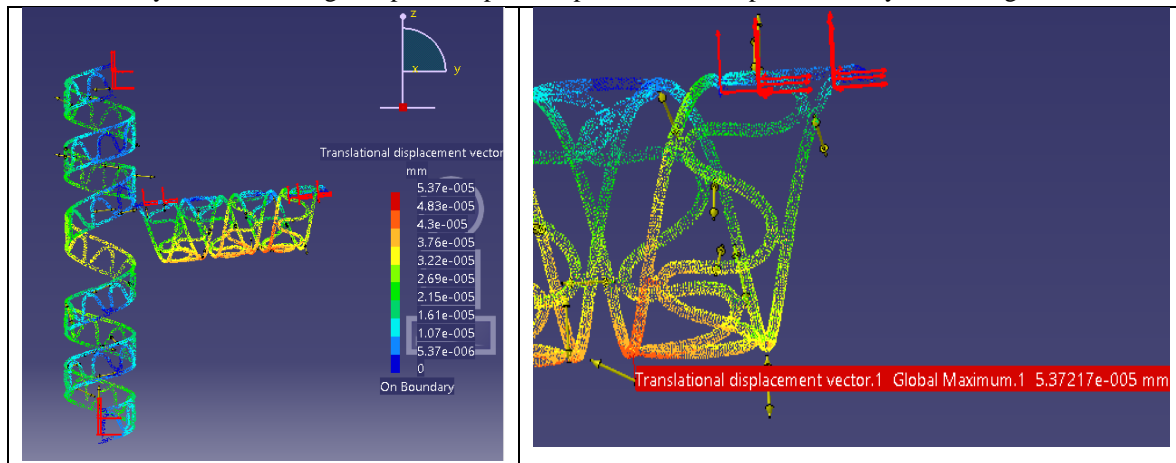 z
x
y
Translational displacement vector
mm
5.37e-005
4.83e-005
4.3e-005
3.76e-005
3.22e-005
2.69e-005
2.15e-005
1.61e-005
1.07e-005
5.37e-006
0
On Boundary
Translational displacement vector.1 Global Maximum.1 5.37217e-005 mm